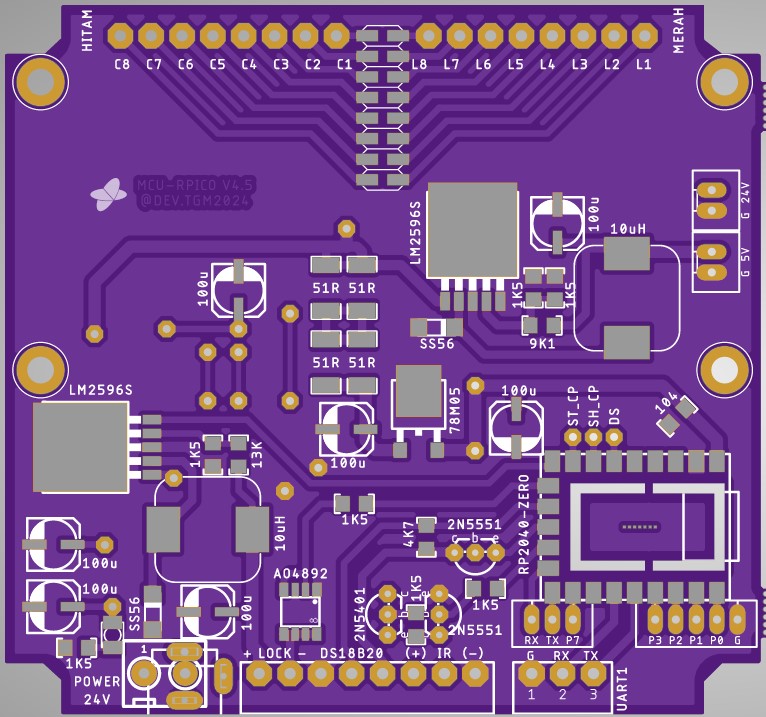 HITAM
MERAH
C8 C7 C6 C5 C4 C3 C2 C1 L8 L7 L6 L5 L4 L3 L2 L1
MCU-RPICO V4.5
@DEV.TGM2024
LM2596S
100u
10uH
G 24V
G 5V
100u
51R 51R
1K5
1K5
SS56
9K1
51R 51R
LM2596S
78M05
100u
104
ST_CP
SH_CP
DS
1K5
13K
100u
10uH
1K5
4K7
2N5551
c b e
RP2040-ZERO
100u
100u
SS56
100u
AO4892
8
2N5401
1K5
1K5
2N5551
1K5
RX TX P7
P3 P2 P1 P0 G
POWER
24V
1
+ LOCK - DS18B20 (+) IR (-)
G RX TX
1 2 3
UART1